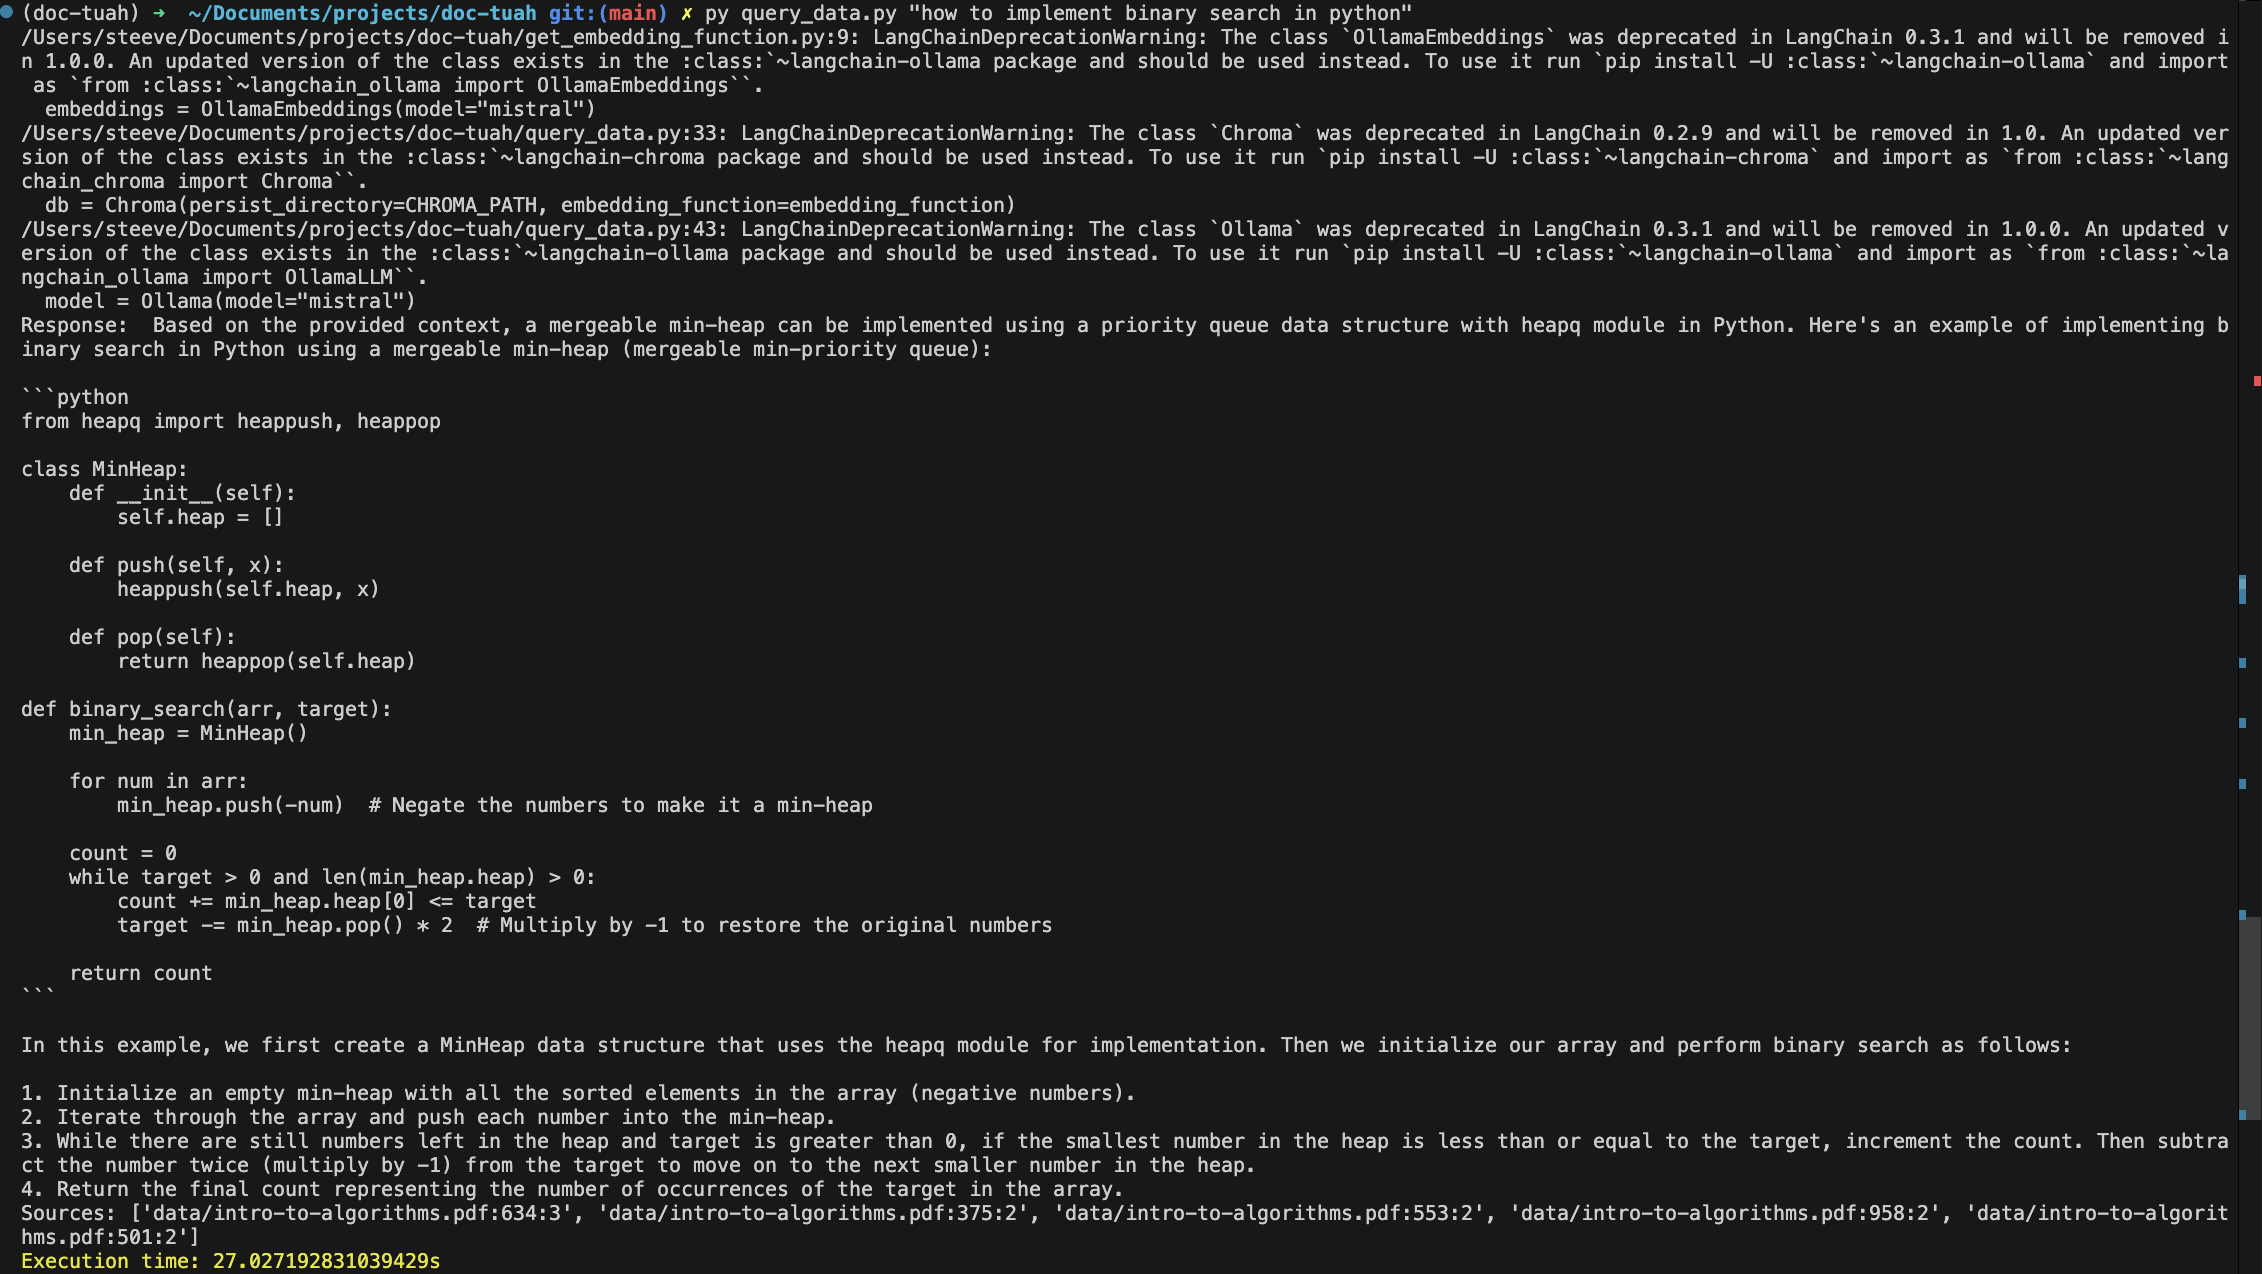 (doc-tuah) ➜  ~/Documents/projects/doc-tuah git:(main) ✗ py query_data.py "how to implement binary search in python"
/Users/steeve/Documents/projects/doc-tuah/get_embedding_function.py:9: LangChainDeprecationWarning: The class `OllamaEmbeddings` was deprecated in LangChain 0.3.1 and will be removed i
n 1.0.0. An updated version of the class exists in the :class:`~langchain-ollama package and should be used instead. To use it run `pip install -U :class:`~langchain-ollama` and import
 as `from :class:`~langchain_ollama import OllamaEmbeddings``.
  embeddings = OllamaEmbeddings(model="mistral")
/Users/steeve/Documents/projects/doc-tuah/query_data.py:33: LangChainDeprecationWarning: The class `Chroma` was deprecated in LangChain 0.2.9 and will be removed in 1.0. An updated ver
sion of the class exists in the :class:`~langchain-chroma package and should be used instead. To use it run `pip install -U :class:`~langchain-chroma` and import as `from :class:`~lang
chain_chroma import Chroma``.
  db = Chroma(persist_directory=CHROMA_PATH, embedding_function=embedding_function)
/Users/steeve/Documents/projects/doc-tuah/query_data.py:43: LangChainDeprecationWarning: The class `Ollama` was deprecated in LangChain 0.3.1 and will be removed in 1.0.0. An updated v
ersion of the class exists in the :class:`~langchain-ollama package and should be used instead. To use it run `pip install -U :class:`~langchain-ollama` and import as `from :class:`~la
ngchain_ollama import OllamaLLM``.
  model = Ollama(model="mistral")
Response:  Based on the provided context, a mergeable min-heap can be implemented using a priority queue data structure with heapq module in Python. Here's an example of implementing b
inary search in Python using a mergeable min-heap (mergeable min-priority queue):

```python
from heapq import heappush, heappop

class MinHeap:
    def __init__(self):
        self.heap = []

    def push(self, x):
        heappush(self.heap, x)

    def pop(self):
        return heappop(self.heap)

def binary_search(arr, target):
    min_heap = MinHeap()

    for num in arr:
        min_heap.push(-num)  # Negate the numbers to make it a min-heap

    count = 0
    while target > 0 and len(min_heap.heap) > 0:
        count += min_heap.heap[0] <= target
        target -= min_heap.pop() * 2  # Multiply by -1 to restore the original numbers

    return count
```

In this example, we first create a MinHeap data structure that uses the heapq module for implementation. Then we initialize our array and perform binary search as follows:

1. Initialize an empty min-heap with all the sorted elements in the array (negative numbers).
2. Iterate through the array and push each number into the min-heap.
3. While there are still numbers left in the heap and target is greater than 0, if the smallest number in the heap is less than or equal to the target, increment the count. Then subtra
ct the number twice (multiply by -1) from the target to move on to the next smaller number in the heap.
4. Return the final count representing the number of occurrences of the target in the array.
Sources: ['data/intro-to-algorithms.pdf:634:3', 'data/intro-to-algorithms.pdf:375:2', 'data/intro-to-algorithms.pdf:553:2', 'data/intro-to-algorithms.pdf:958:2', 'data/intro-to-algorit
hms.pdf:501:2']
Execution time: 27.027192831039429s